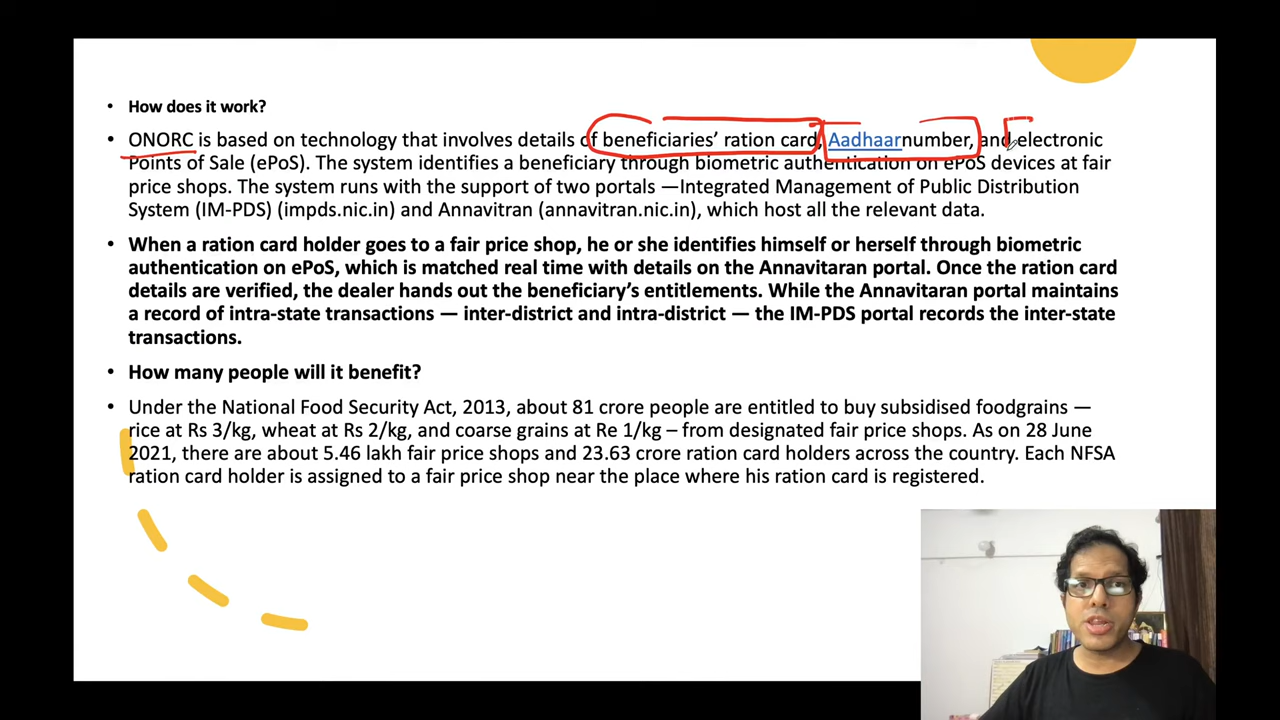 • How does it work?
• ONORC is based on technology that involves details of beneficiaries’ ration card, Aadhaarnumber, and electronic
Points of Sale (ePoS). The system identifies a beneficiary through biometric authentication on ePoS devices at fair
price shops. The system runs with the support of two portals —Integrated Management of Public Distribution
System (IM-PDS) (impds.nic.in) and Annavitran (annavitran.nic.in), which host all the relevant data.
• When a ration card holder goes to a fair price shop, he or she identifies himself or herself through biometric
authentication on ePoS, which is matched real time with details on the Annavitaran portal. Once the ration card
details are verified, the dealer hands out the beneficiary’s entitlements. While the Annavitaran portal maintains
a record of intra-state transactions — inter-district and intra-district — the IM-PDS portal records the inter-state
transactions.
• How many people will it benefit?
• Under the National Food Security Act, 2013, about 81 crore people are entitled to buy subsidised foodgrains —
rice at Rs 3/kg, wheat at Rs 2/kg, and coarse grains at Re 1/kg – from designated fair price shops. As on 28 June
2021, there are about 5.46 lakh fair price shops and 23.63 crore ration card holders across the country. Each NFSA
ration card holder is assigned to a fair price shop near the place where his ration card is registered.